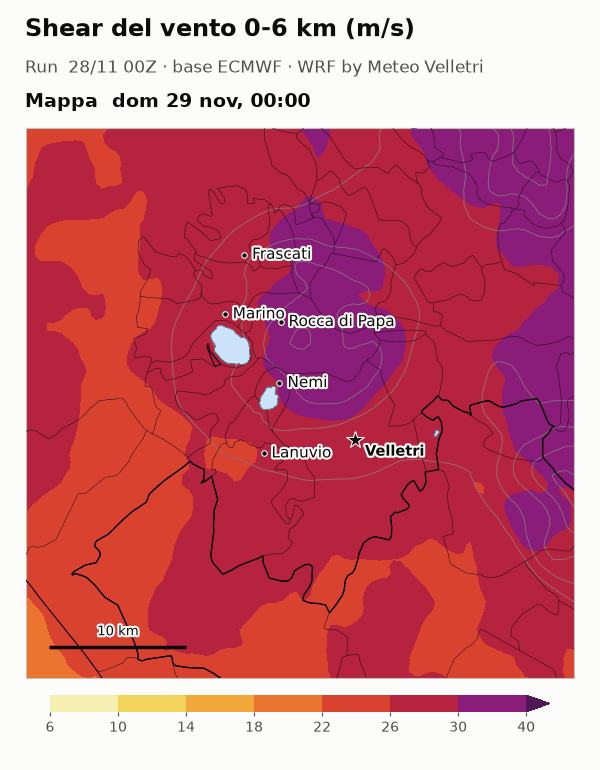 Shear del vento 0-6 km (m/s)
Run  28/11 00Z · base ECMWF · WRF by Meteo Velletri
Mappa  dom 29 nov, 00:00
Frascati
Marino
Rocca di Papa
Nemi
Velletri
Lanuvio
10 km
6 10 14 18 22 26 30 40